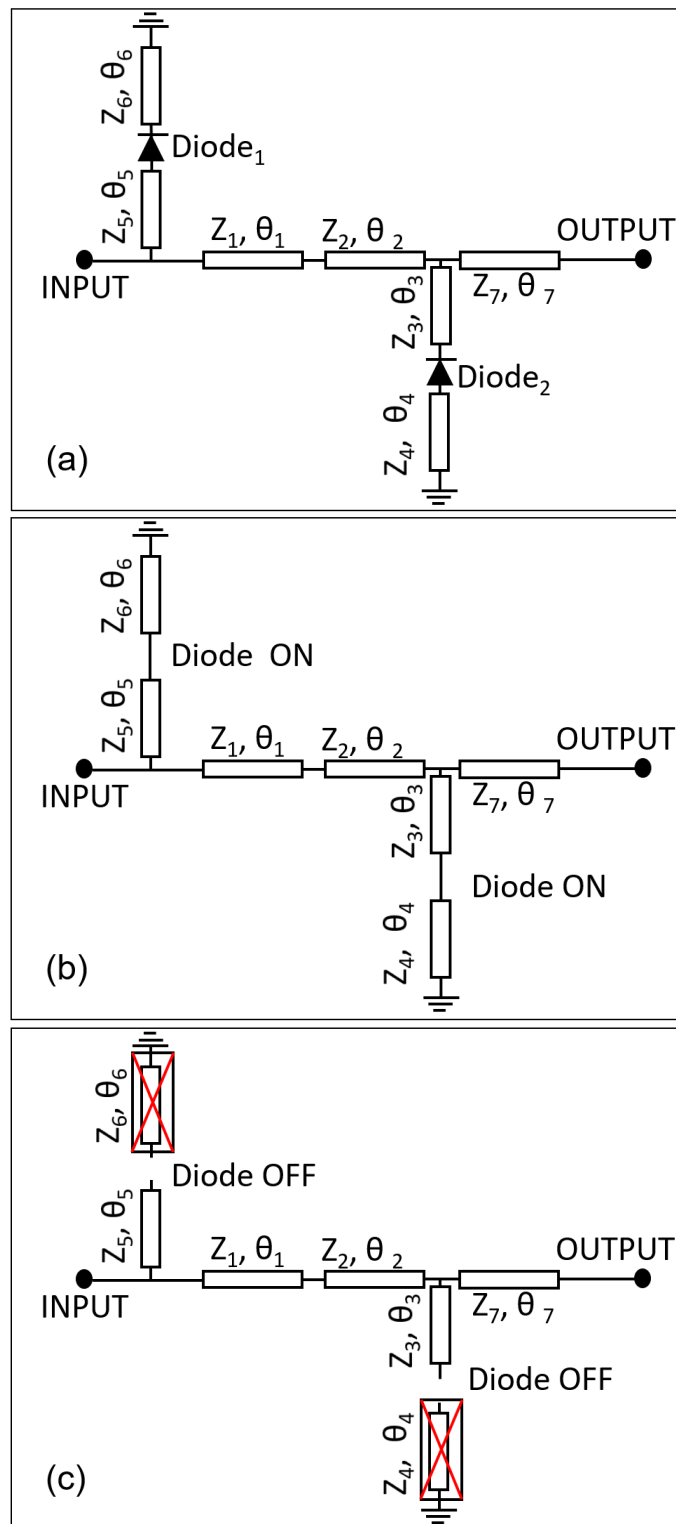 Z₆, θ₆
Diode₁
Z₅, θ₅
Z₁, θ₁
Z₂, θ ₂
OUTPUT
INPUT
Z₃, θ₃
Z₇, θ ₇
Diode₂
Z₄, θ₄
(a)
Z₆, θ₆
Diode ON
Z₅, θ₅
Z₁, θ₁
Z₂, θ ₂
OUTPUT
INPUT
Z₃, θ₃
Z₇, θ ₇
Diode ON
Z₄, θ₄
(b)
Z₆, θ₆
Diode OFF
Z₅, θ₅
Z₁, θ₁
Z₂, θ ₂
OUTPUT
INPUT
Z₃, θ₃
Z₇, θ ₇
Diode OFF
Z₄, θ₄
(c)